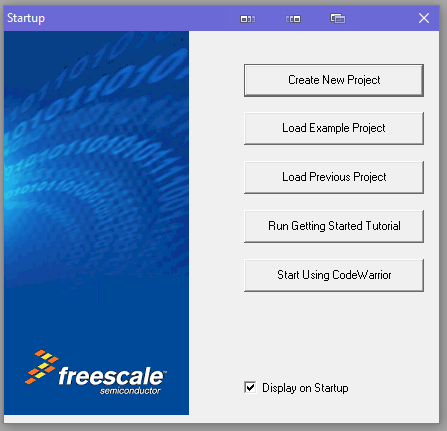 Startup
Create New Project
Load Example Project
Load Previous Project
Run Getting Started Tutorial
Start Using CodeWarrior
freescale™
semiconductor
Display on Startup